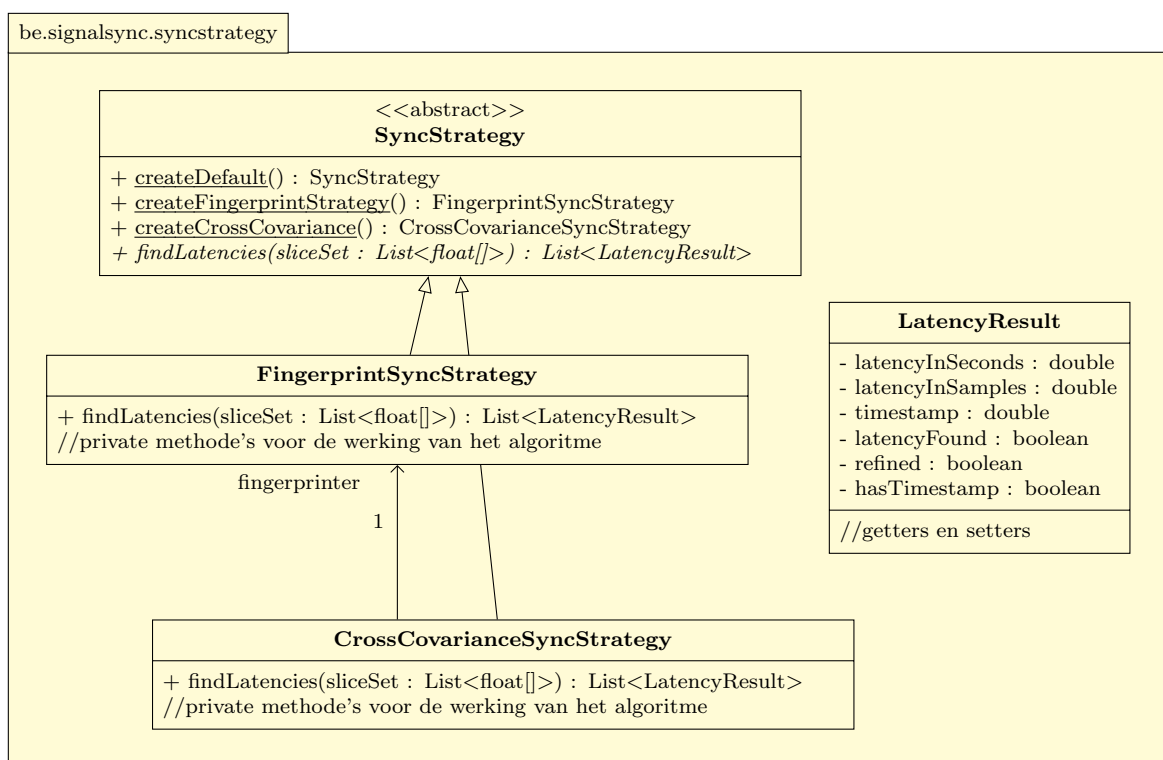 be.signalsync.syncstrategy
<<abstract>>
SyncStrategy
+ createDefault() : SyncStrategy
+ createFingerprintStrategy() : FingerprintSyncStrategy
+ createCrossCovariance() : CrossCovarianceSyncStrategy
+ findLatencies(sliceSet : List<float[]>) : List<LatencyResult>
FingerprintSyncStrategy
+ findLatencies(sliceSet : List<float[]>) : List<LatencyResult>
//private methode's voor de werking van het algoritme
fingerprinter
1
CrossCovarianceSyncStrategy
+ findLatencies(sliceSet : List<float[]>) : List<LatencyResult>
//private methode's voor de werking van het algoritme
LatencyResult
- latencyInSeconds : double
- latencyInSamples : double
- timestamp : double
- latencyFound : boolean
- refined : boolean
- hasTimestamp : boolean
//getters en setters